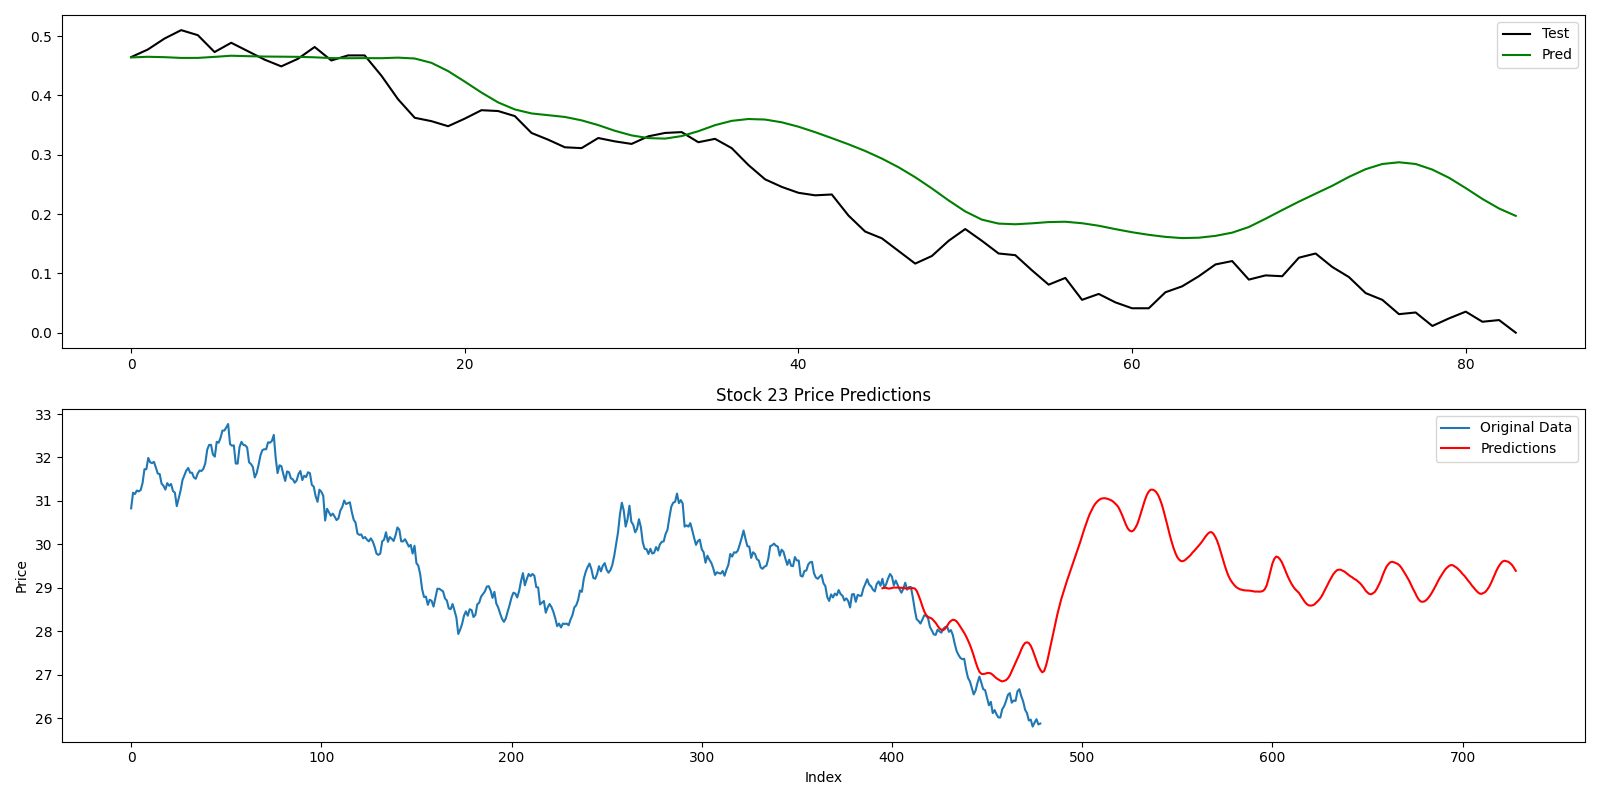 0.5
0.4
0.3
0.2
0.1
0.0
Test
Pred
0 20 40 60 80
Stock 23 Price Predictions
33
32
31
30
29
28
27
26
Price
Original Data
Predictions
0 100 200 300 400 500 600 700
Index